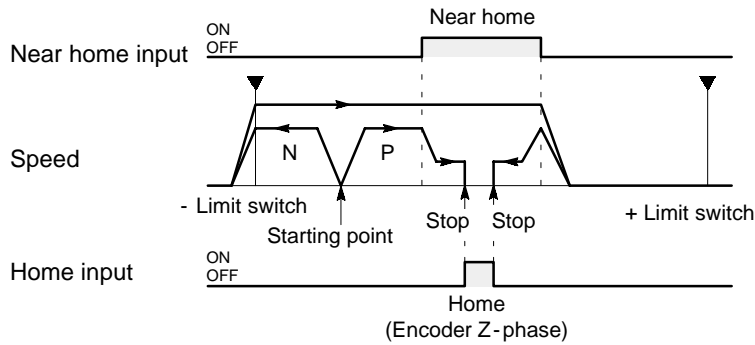 Near home
ON
OFF
Near home input
N
P
Speed
- Limit switch
Stop
Stop
+ Limit switch
Starting point
ON
OFF
Home input
Home
(Encoder Z-phase)